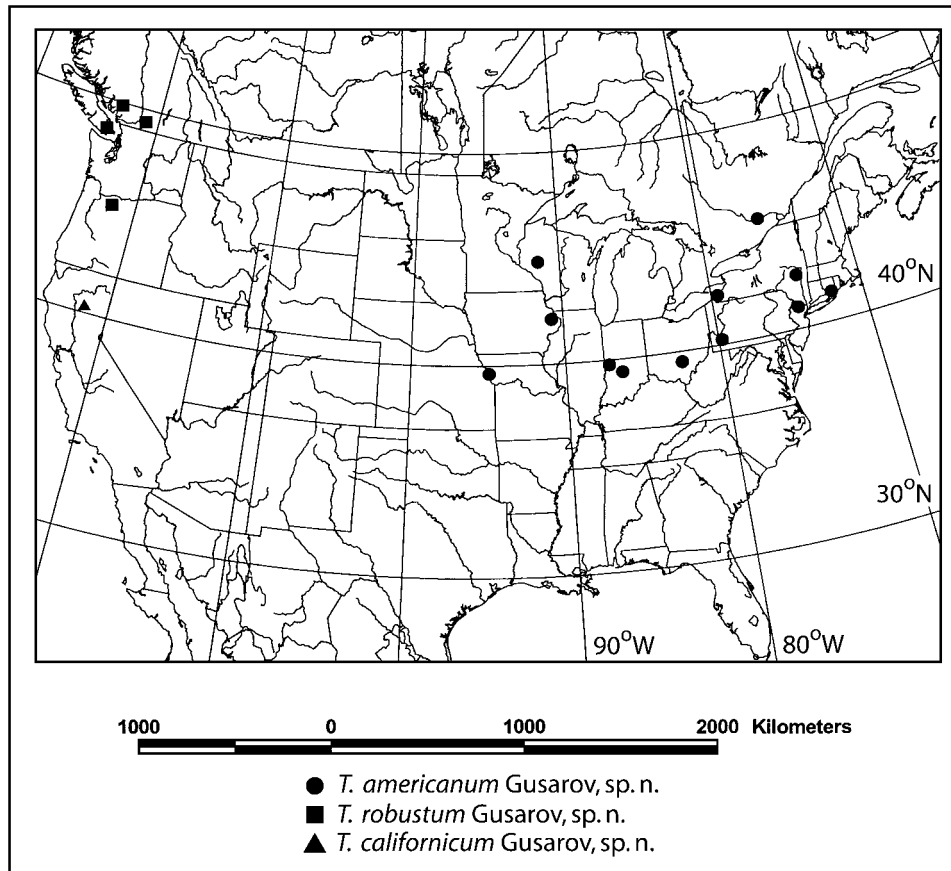 40°N
30°N
90°W 80°W
1000 0 1000 2000 Kilometers
T. americanum Gusarov, sp. n.
T. robustum Gusarov, sp. n.
T. californicum Gusarov, sp. n.